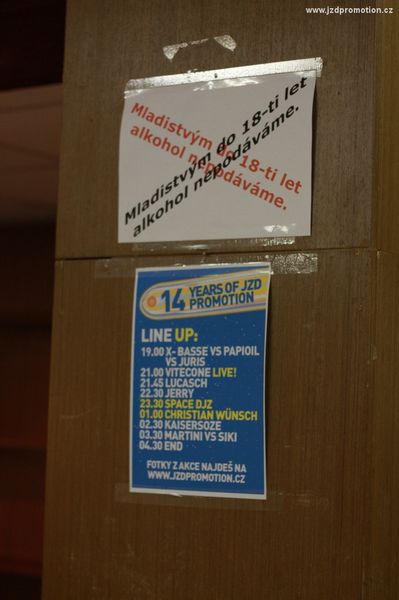 www.jzdpromotion.cz
Mladistvým do 18-ti let
alkohol nepodáváme.
Mladistvým do 18-ti let
alkohol nepodáváme.
14 YEARS OF JZD
PROMOTION
LINE UP:
19.00 X- BASSE VS PAPIOIL
VS JURIS
21.00 VITECONE LIVE!
21.45 LUCASCH
22.30 JERRY
23.30 SPACE DJZ
01.00 CHRISTIAN WÜNSCH
02.30 KAISERSOZE
03.30 MARTINI VS SIKI
04.30 END
FOTKY Z AKCE NAJDEŠ NA
WWW.JZDPROMOTION.CZ